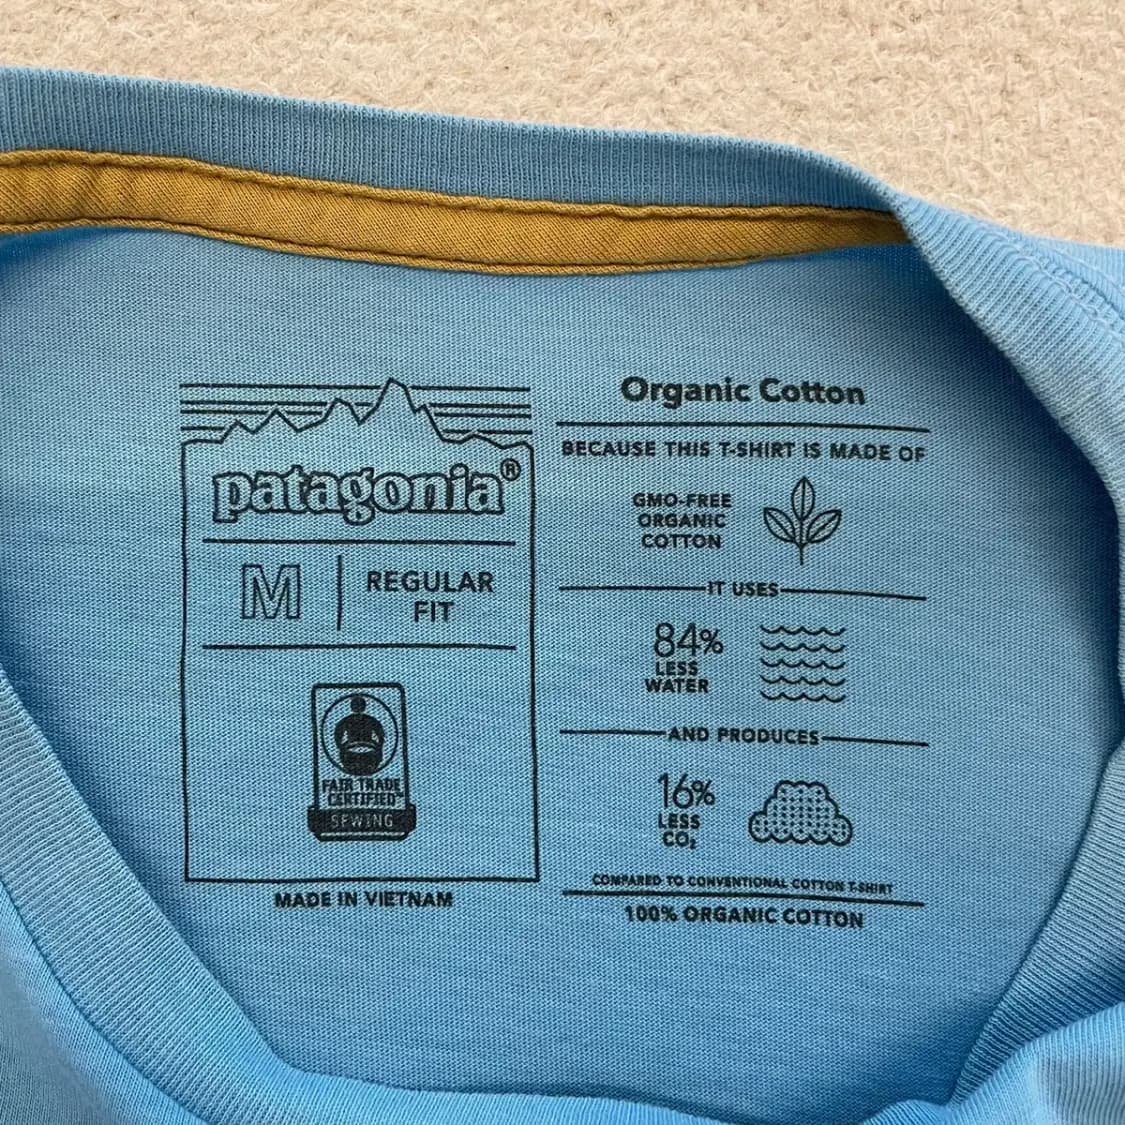 patagonia®
M
REGULAR
FIT
FAIR TRADE
CERTIFIED™
SEWING
MADE IN VIETNAM
Organic Cotton
BECAUSE THIS T-SHIRT IS MADE OF
GMO-FREE
ORGANIC
COTTON
IT USES
84%
LESS
WATER
AND PRODUCES
16%
LESS
CO₂
COMPARED TO CONVENTIONAL COTTON T-SHIRT
100% ORGANIC COTTON